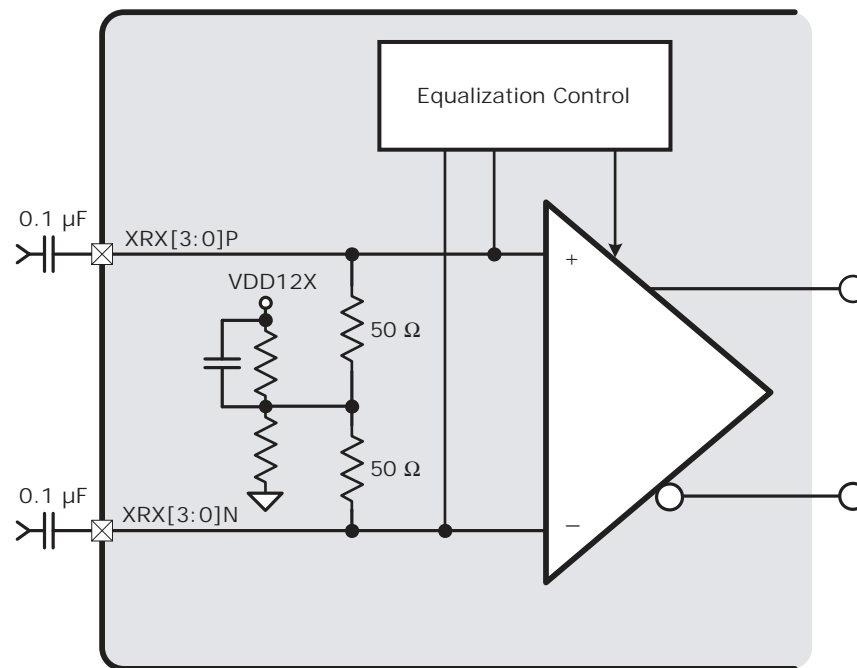 Equalization Control
0.1 µF
XRX[3:0]P
+
VDD12X
50 Ω
50 Ω
0.1 µF
XRX[3:0]N
−